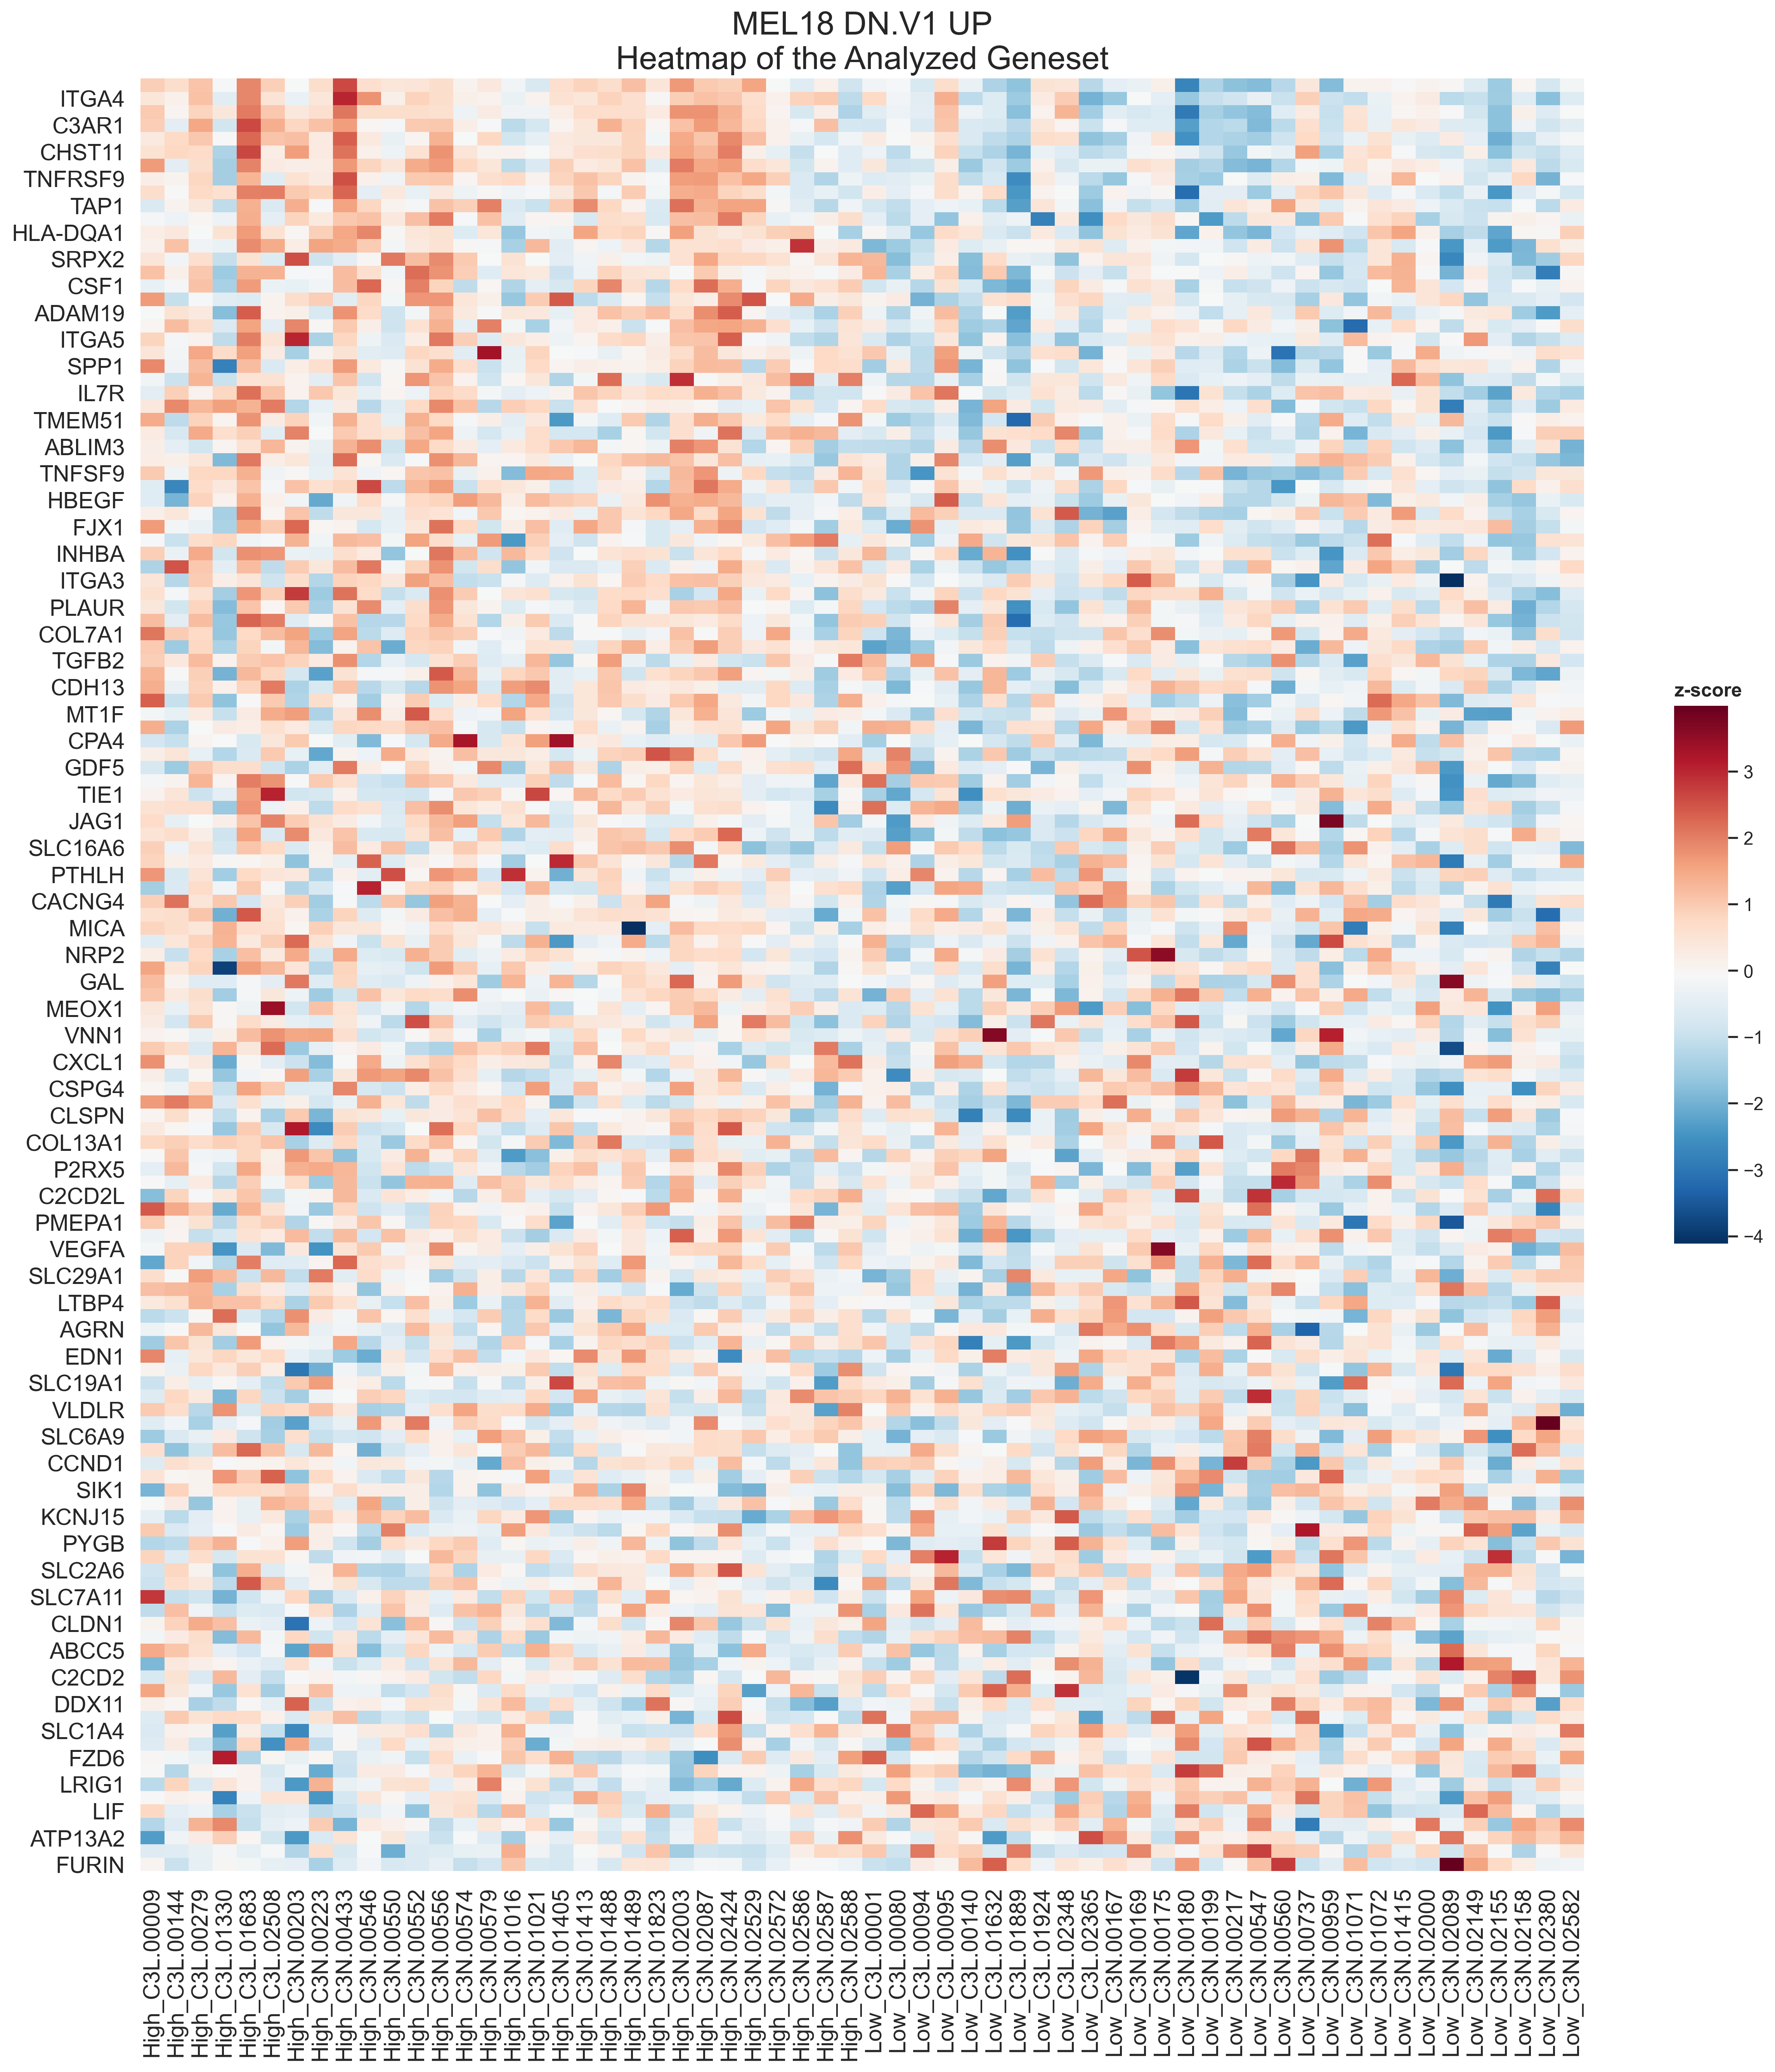 MEL18 DN.V1 UP
Heatmap of the Analyzed Geneset
ITGA4
C3AR1
CHST11
TNFRSF9
TAP1
HLA-DQA1
SRPX2
CSF1
ADAM19
ITGA5
SPP1
IL7R
TMEM51
ABLIM3
TNFSF9
HBEGF
FJX1
INHBA
ITGA3
PLAUR
COL7A1
TGFB2
CDH13
MT1F
CPA4
GDF5
TIE1
JAG1
SLC16A6
PTHLH
CACNG4
MICA
NRP2
GAL
MEOX1
VNN1
CXCL1
CSPG4
CLSPN
COL13A1
P2RX5
C2CD2L
PMEPA1
VEGFA
SLC29A1
LTBP4
AGRN
EDN1
SLC19A1
VLDLR
SLC6A9
CCND1
SIK1
KCNJ15
PYGB
SLC2A6
SLC7A11
CLDN1
ABCC5
C2CD2
DDX11
SLC1A4
FZD6
LRIG1
LIF
ATP13A2
FURIN
High_C3L.00009
High_C3L.00144
High_C3L.00279
High_C3L.01330
High_C3L.01683
High_C3L.02508
High_C3N.00203
High_C3N.00223
High_C3N.00433
High_C3N.00546
High_C3N.00550
High_C3N.00552
High_C3N.00556
High_C3N.00574
High_C3N.00579
High_C3N.01016
High_C3N.01021
High_C3N.01405
High_C3N.01413
High_C3N.01488
High_C3N.01489
High_C3N.01823
High_C3N.02003
High_C3N.02087
High_C3N.02424
High_C3N.02529
High_C3N.02572
High_C3N.02586
High_C3N.02587
High_C3N.02588
Low_C3L.00001
Low_C3L.00080
Low_C3L.00094
Low_C3L.00095
Low_C3L.00140
Low_C3L.01632
Low_C3L.01889
Low_C3L.01924
Low_C3L.02348
Low_C3L.02365
Low_C3N.00167
Low_C3N.00169
Low_C3N.00175
Low_C3N.00180
Low_C3N.00199
Low_C3N.00217
Low_C3N.00547
Low_C3N.00560
Low_C3N.00737
Low_C3N.00959
Low_C3N.01071
Low_C3N.01072
Low_C3N.01415
Low_C3N.02000
Low_C3N.02089
Low_C3N.02149
Low_C3N.02155
Low_C3N.02158
Low_C3N.02380
Low_C3N.02582
z-score
3
2
1
0
−1
−2
−3
−4